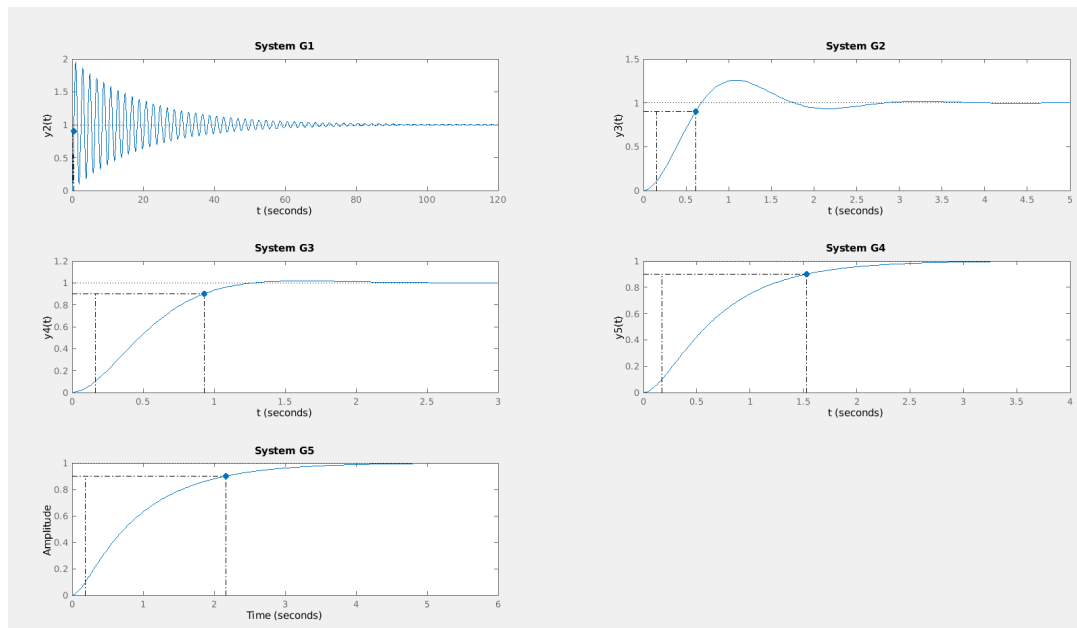 System G1
y2(t)
2
1.5
1
0.5
0
0 20 40 60 80 100 120
t (seconds)
System G2
y3(t)
1.5
1
0.5
0
0 0.5 1 1.5 2 2.5 3 3.5 4 4.5 5
t (seconds)
System G3
y4(t)
1.2
1
0.8
0.6
0.4
0.2
0
0 0.5 1 1.5 2 2.5 3
t (seconds)
System G4
y5(t)
1
0.8
0.6
0.4
0.2
0
0 0.5 1 1.5 2 2.5 3 3.5 4
t (seconds)
System G5
Amplitude
1
0.8
0.6
0.4
0.2
0
0 1 2 3 4 5 6
Time (seconds)